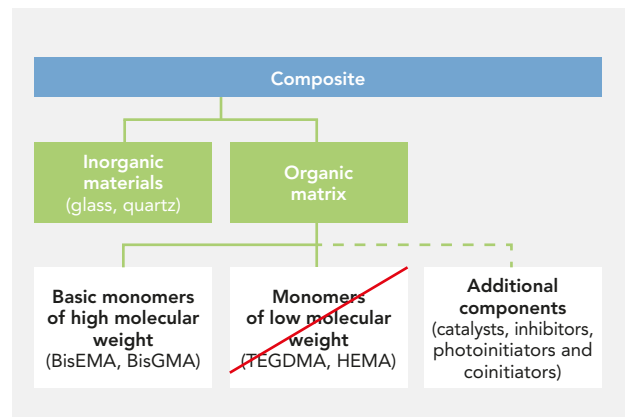 Composite
Inorganic
materials
(glass, quartz)
Organic
matrix
Basic monomers
of high molecular
weight
(BisEMA, BisGMA)
Monomers
of low molecular
weight
(TEGDMA, HEMA)
Additional
components
(catalysts, inhibitors,
photoinitiators and
coinitiators)